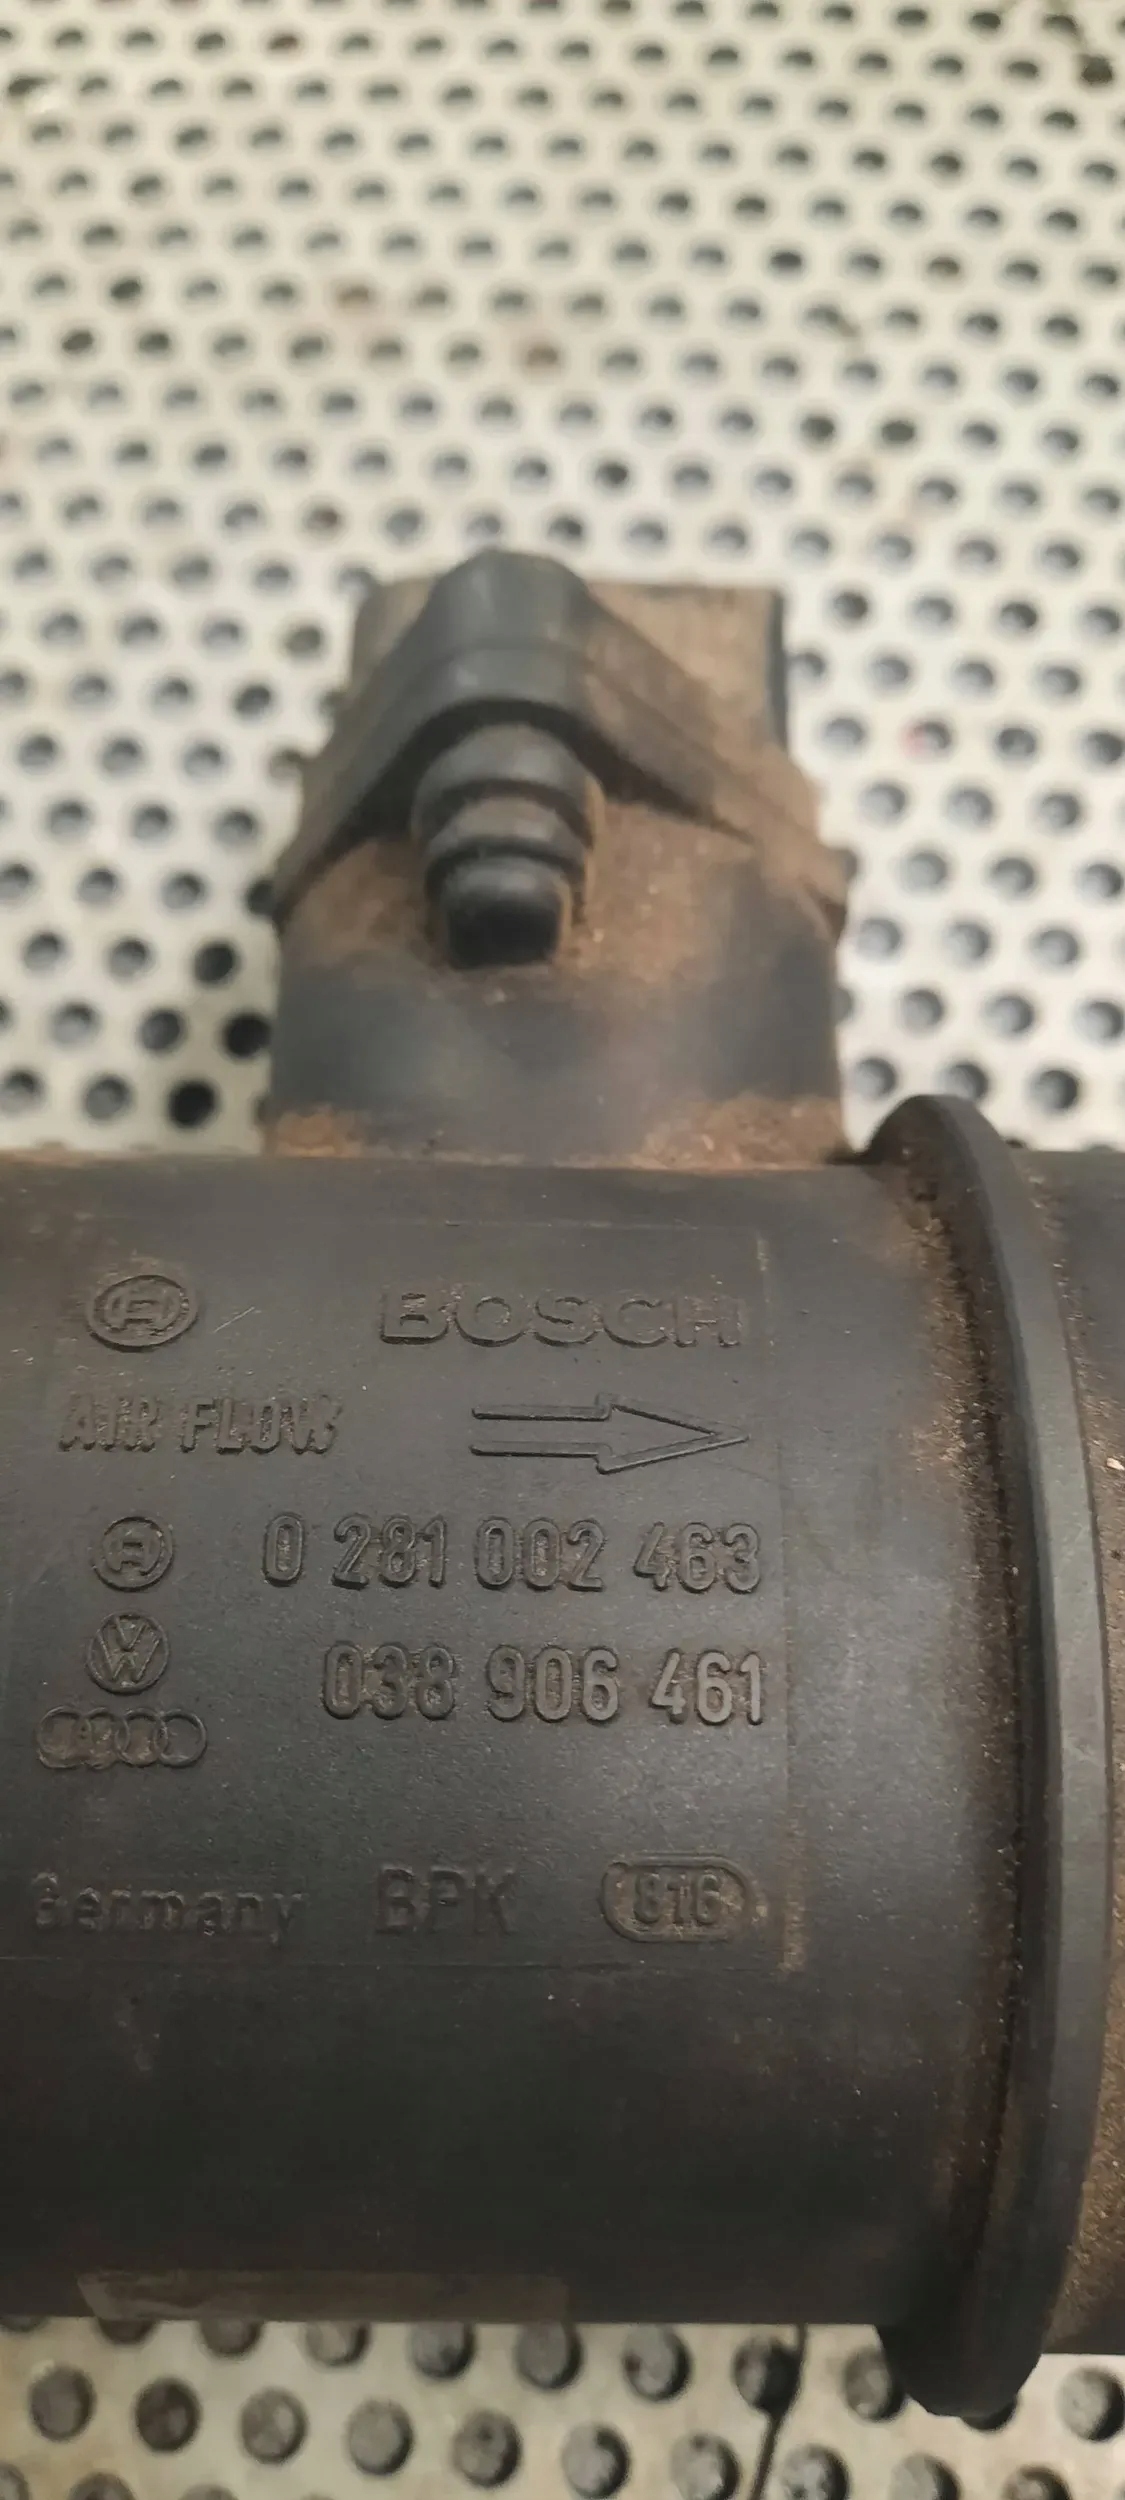 BOSCH
AIR FLOW
0 281 002 463
038 906 461
Germany BPK 816